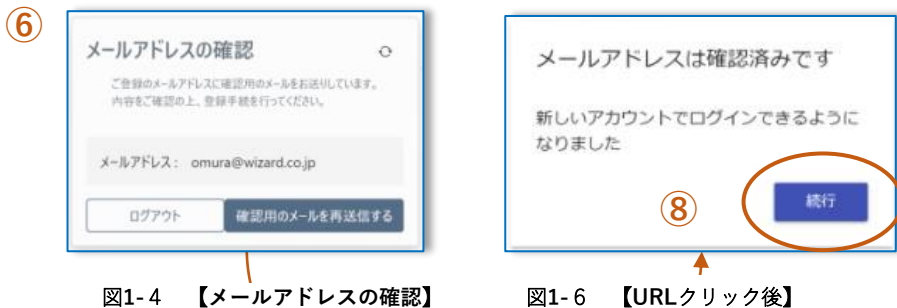 ⑥
メールアドレスの確認
ご登録のメールアドレスに確認用のメールをお送りしています。
内容をご確認の上、登録手続を行ってください。
メールアドレス： omura@wizard.co.jp
ログアウト
確認用のメールを再送信する
図1-４ 【メールアドレスの確認】
メールアドレスは確認済みです
新しいアカウントでログインできるように
なりました
⑧
続行
図1-６ 【URLクリック後】